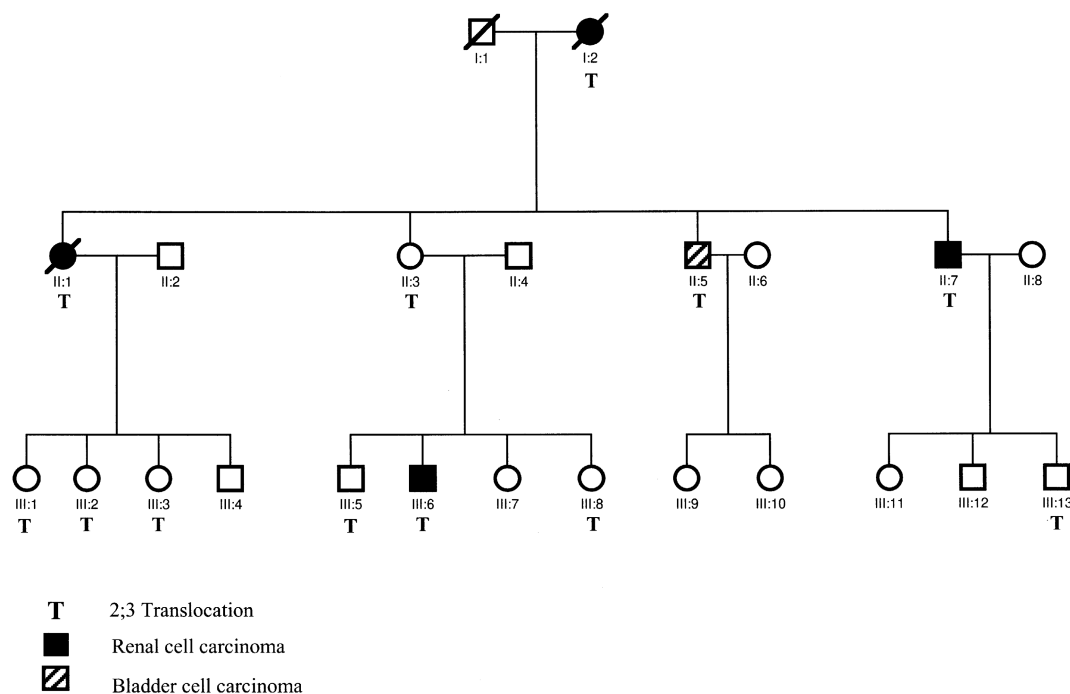 I:1 I:2
T
II:1 II:2 II:3 II:4 II:5 II:6 II:7 II:8
T T T T
III:1 III:2 III:3 III:4 III:5 III:6 III:7 III:8 III:9 III:10 III:11 III:12 III:13
T T T T T T T
T 2;3 Translocation
Renal cell carcinoma
Bladder cell carcinoma